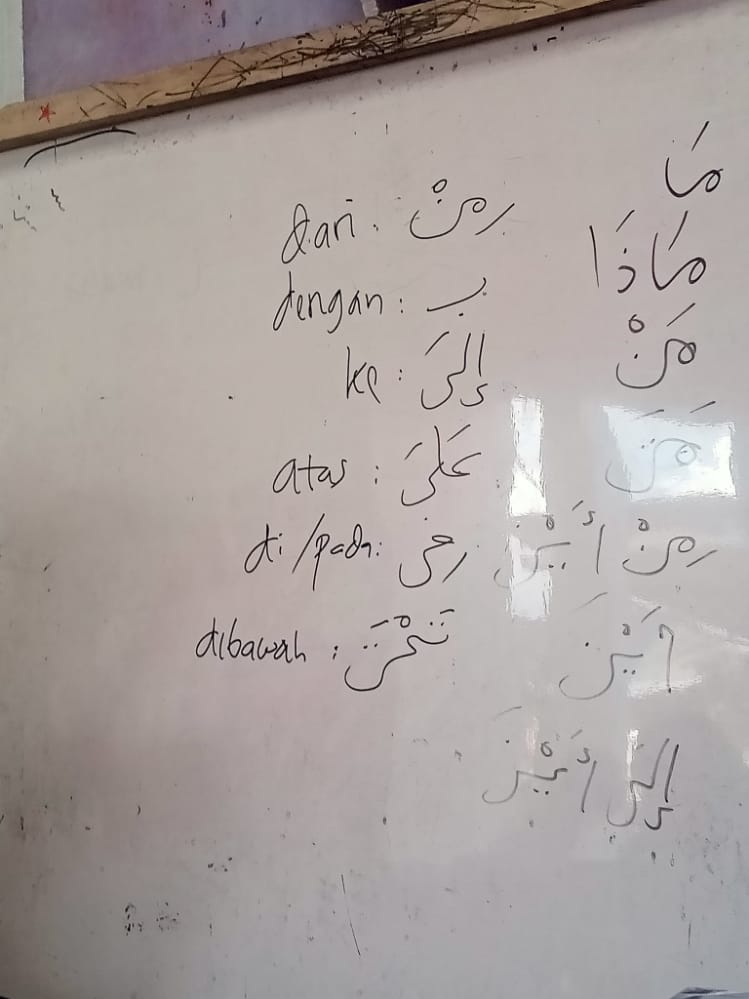 مَا
مَاذَا
مَنْ
مَتَى
مِنْ أَيْنَ
أَيْنَ
إِلَى أَيْنَ
dari : مِنْ
dengan : بِ
ke : إِلَى
atas : عَلَى
di/pada : فِى
dibawah : تَحْتَ